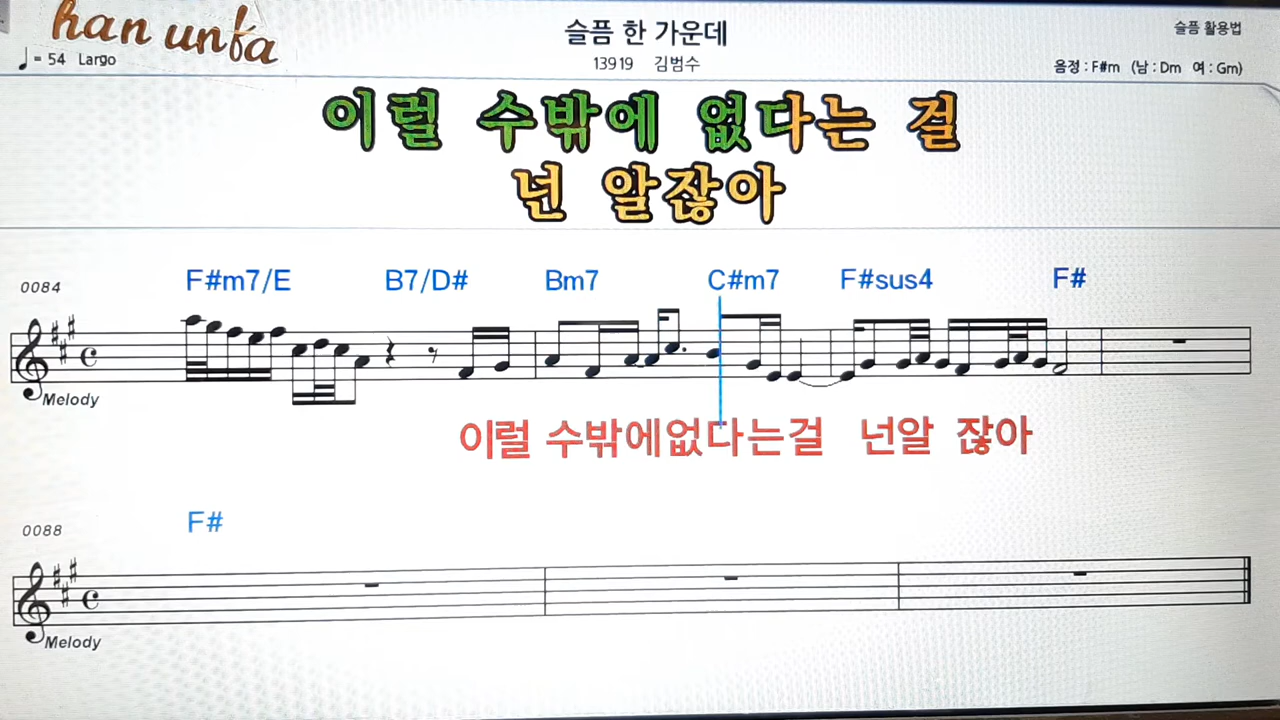 han unfa
♩= 54 Largo
슬픔 한 가운데
13919 김범수
슬픔 활용법
음정 : F#m (남 : Dm 여 : Gm)
이럴 수밖에 없다는 걸
넌 알잖아
0084
F#m7/E B7/D# Bm7 C#m7 F#sus4 F#
Melody
이럴 수밖에없다는걸 넌알 잖아
0088
F#
Melody